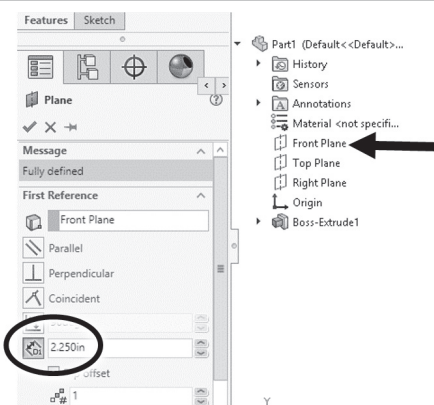 Features Sketch
Plane
Message
Fully defined
First Reference
Front Plane
Parallel
Perpendicular
Coincident
2.250in
offset
1
Part1 (Default<<Default>...
History
Sensors
A Annotations
Material <not specifi...
Front Plane
Top Plane
Right Plane
Origin
Boss-Extrude1
Y